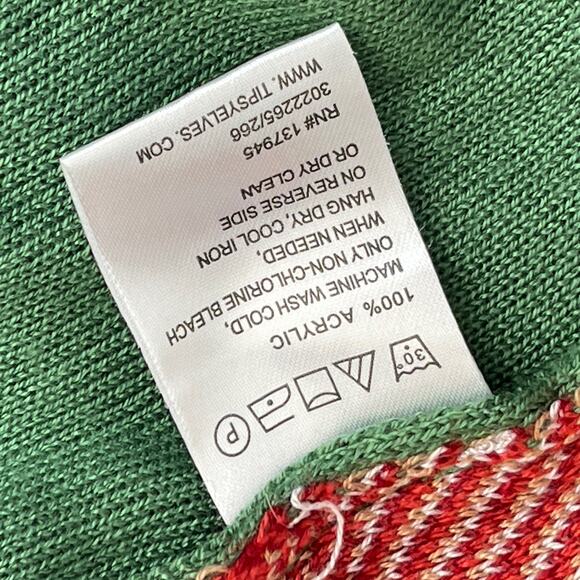 30°
P
100% ACRYLIC
MACHINE WASH COLD,
ONLY NON-CHLORINE BLEACH
WHEN NEEDED,
HANG DRY, COOL IRON
ON REVERSE SIDE
OR DRY CLEAN
RN# 137945
3022265/266
WWW. TIPSYELVES. COM